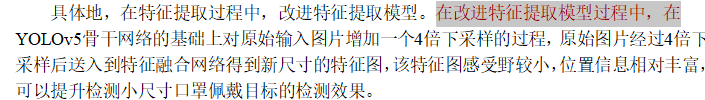 具体地，在特征提取过程中，改进特征提取模型。在改进特征提取模型过程中，在
YOLOv5骨干网络的基础上对原始输入图片增加一个4倍下采样的过程，原始图片经过4倍下
采样后送入到特征融合网络得到新尺寸的特征图，该特征图感受野较小，位置信息相对丰富，
可以提升检测小尺寸口罩佩戴目标的检测效果。